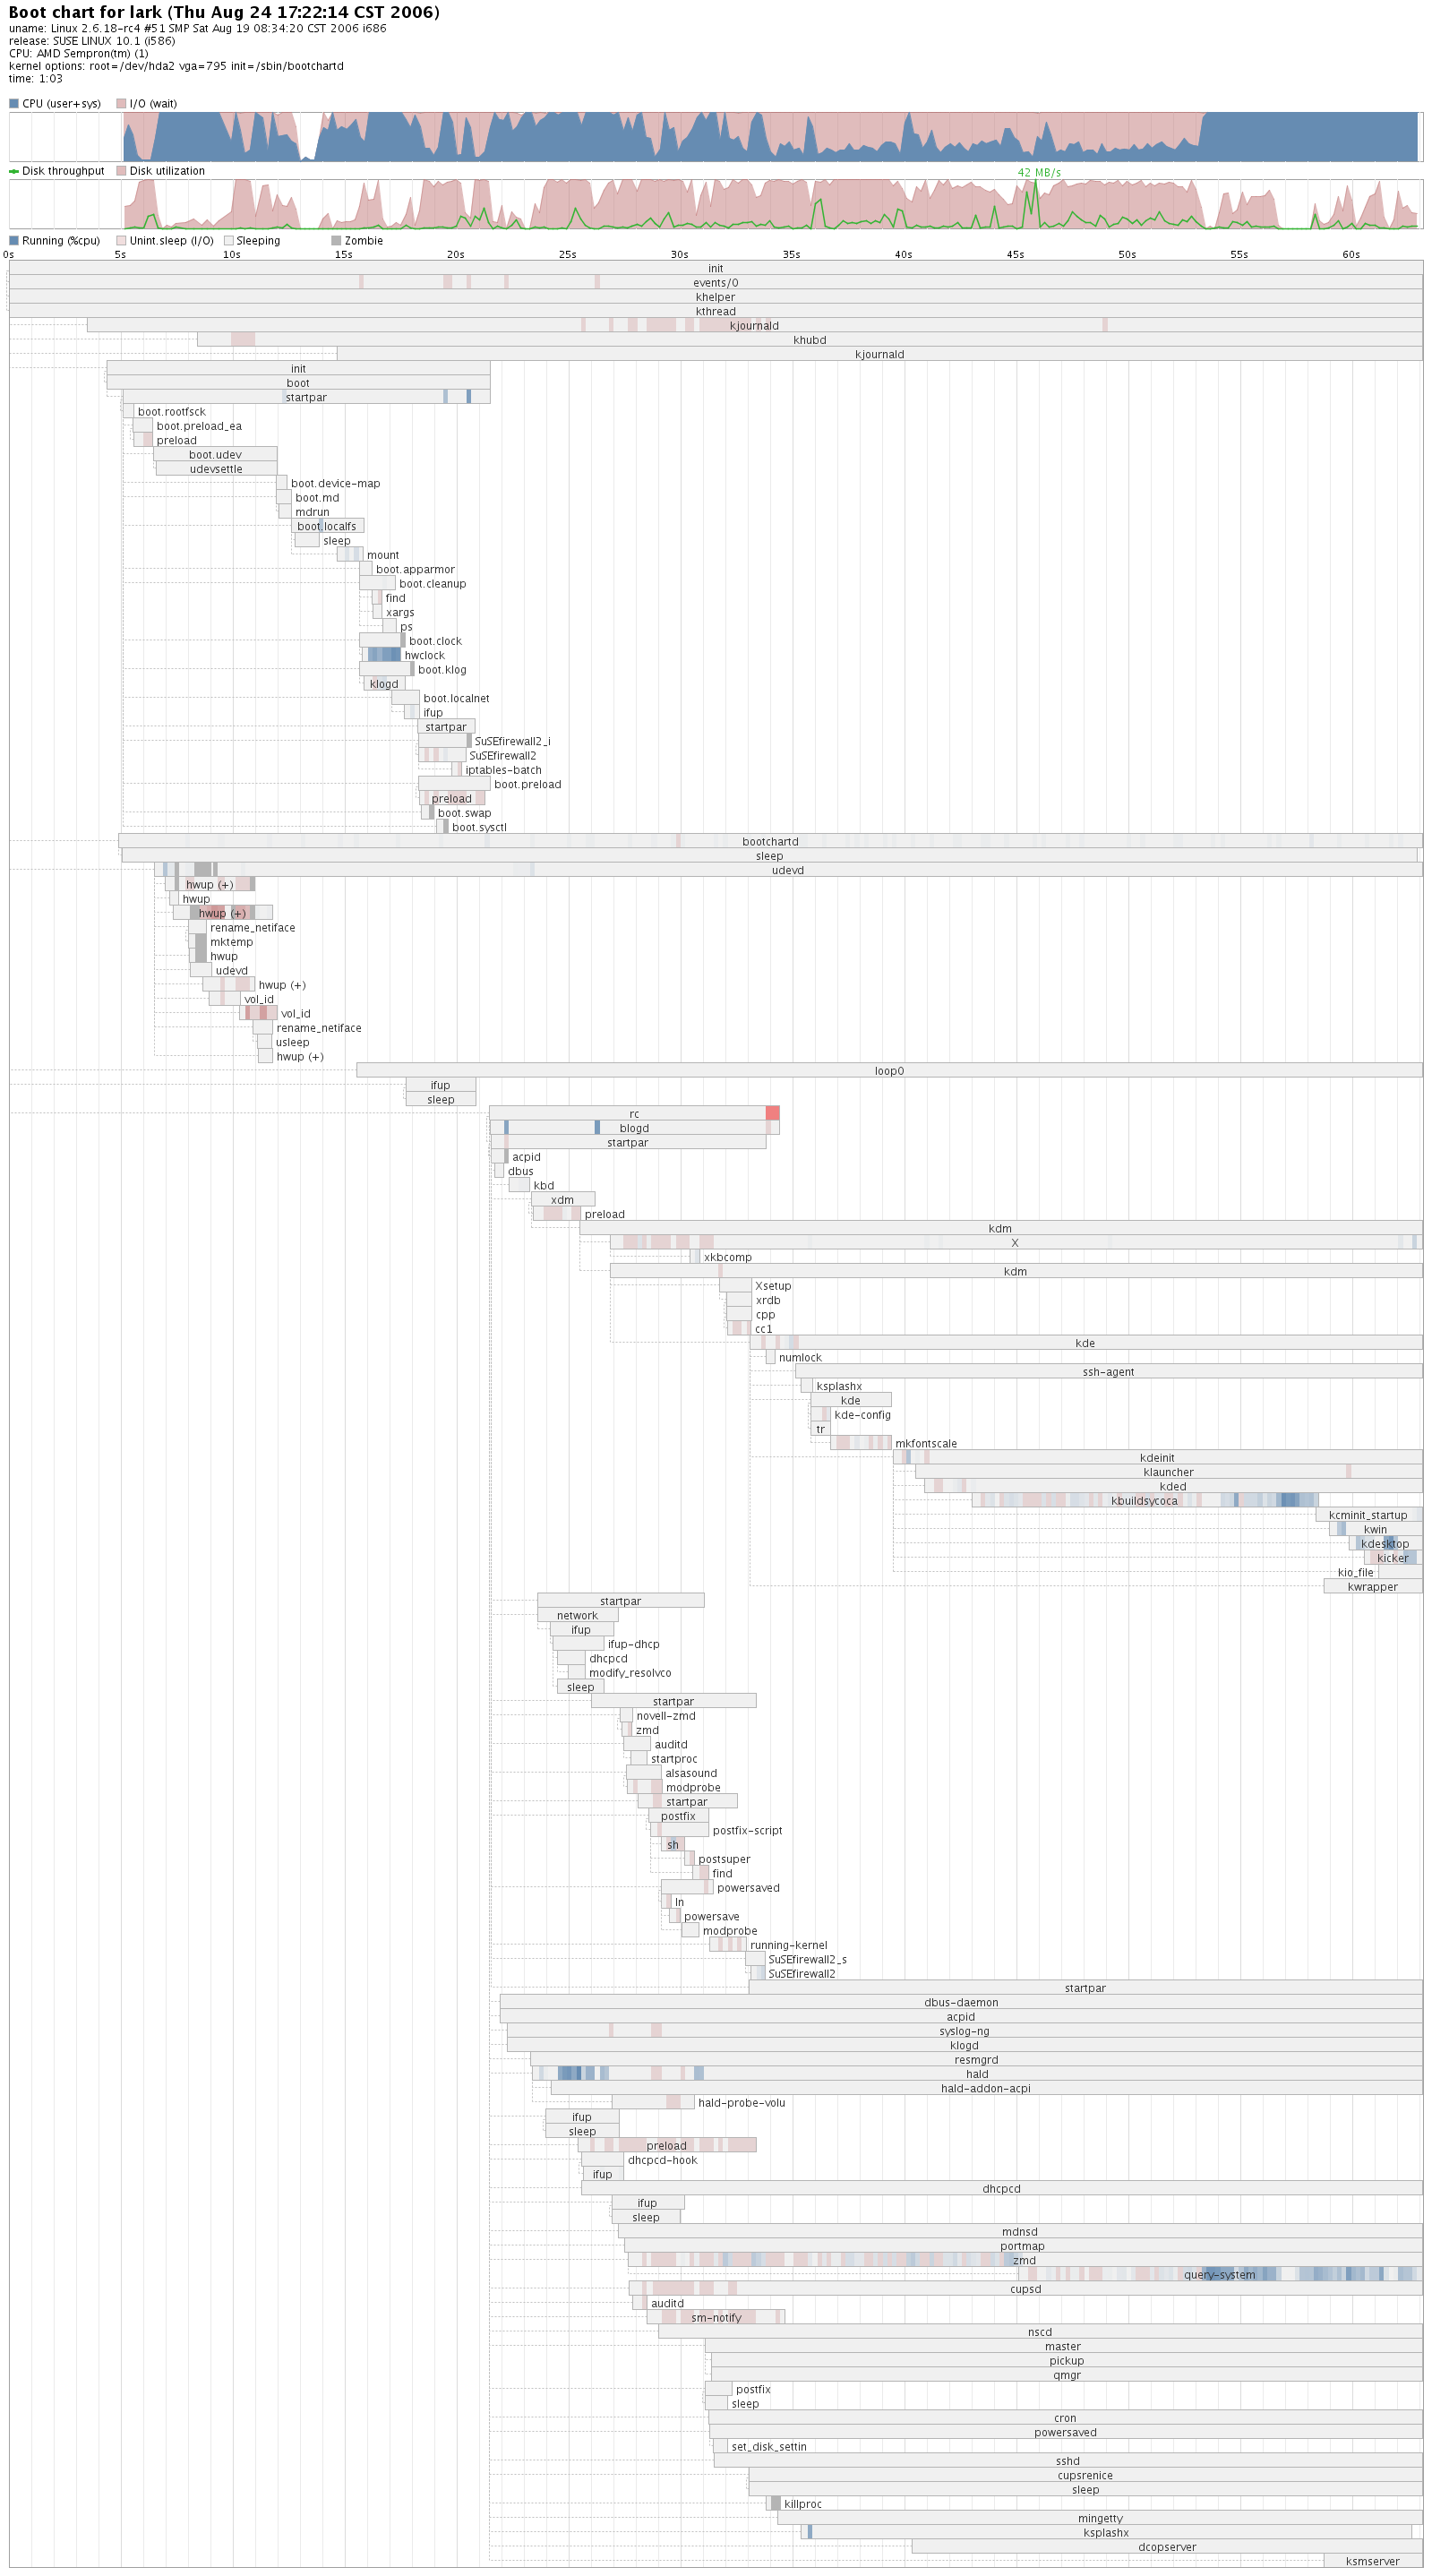 Boot chart for lark (Thu Aug 24 17:22:14 CST 2006)
uname: Linux 2.6.18-rc4 #51 SMP Sat Aug 19 08:34:20 CST 2006 i686
release: SUSE LINUX 10.1 (i586)
CPU: AMD Sempron(tm) (1)
kernel options: root=/dev/hda2 vga=795 init=/sbin/bootchartd
time: 1:03
CPU (user+sys) I/O (wait)
Disk throughput Disk utilization
42 MB/s
Running (%cpu) Unint.sleep (I/O) Sleeping Zombie
0s 5s 10s 15s 20s 25s 30s 35s 40s 45s 50s 55s 60s
init
events/0
khelper
kthread
kjournald
khubd
kjournald
init
boot
startpar
boot.rootfsck
boot.preload_ea
preload
boot.udev
udevsettle
boot.device-map
boot.md
mdrun
boot.localfs
sleep
mount
boot.apparmor
boot.cleanup
find
xargs
ps
boot.clock
hwclock
boot.klog
klogd
boot.localnet
ifup
startpar
SuSEfirewall2_i
SuSEfirewall2
iptables-batch
boot.preload
preload
boot.swap
boot.sysctl
bootchartd
sleep
udevd
hwup (+)
hwup
hwup (+)
rename_netiface
mktemp
hwup
udevd
hwup (+)
vol_id
vol_id
rename_netiface
usleep
hwup (+)
loop0
ifup
sleep
rc
blogd
startpar
acpid
dbus
kbd
xdm
preload
kdm
X
xkbcomp
kdm
Xsetup
xrdb
cpp
cc1
kde
numlock
ssh-agent
ksplashx
kde
kde-config
tr
mkfontscale
kdeinit
klauncher
kded
kbuildsycoca
kcminit_startup
kwin
kdesktop
kicker
kio_file
kwrapper
startpar
network
ifup
ifup-dhcp
dhcpcd
modify_resolvco
sleep
startpar
novell-zmd
zmd
auditd
startproc
alsasound
modprobe
startpar
postfix
postfix-script
sh
postsuper
find
powersaved
ln
powersave
modprobe
running-kernel
SuSEfirewall2_s
SuSEfirewall2
startpar
dbus-daemon
acpid
syslog-ng
klogd
resmgrd
hald
hald-addon-acpi
hald-probe-volu
ifup
sleep
preload
dhcpcd-hook
ifup
dhcpcd
ifup
sleep
mdnsd
portmap
zmd
query-system
cupsd
auditd
sm-notify
nscd
master
pickup
qmgr
postfix
sleep
cron
powersaved
set_disk_settin
sshd
cupsrenice
sleep
killproc
mingetty
ksplashx
dcopserver
ksmserver